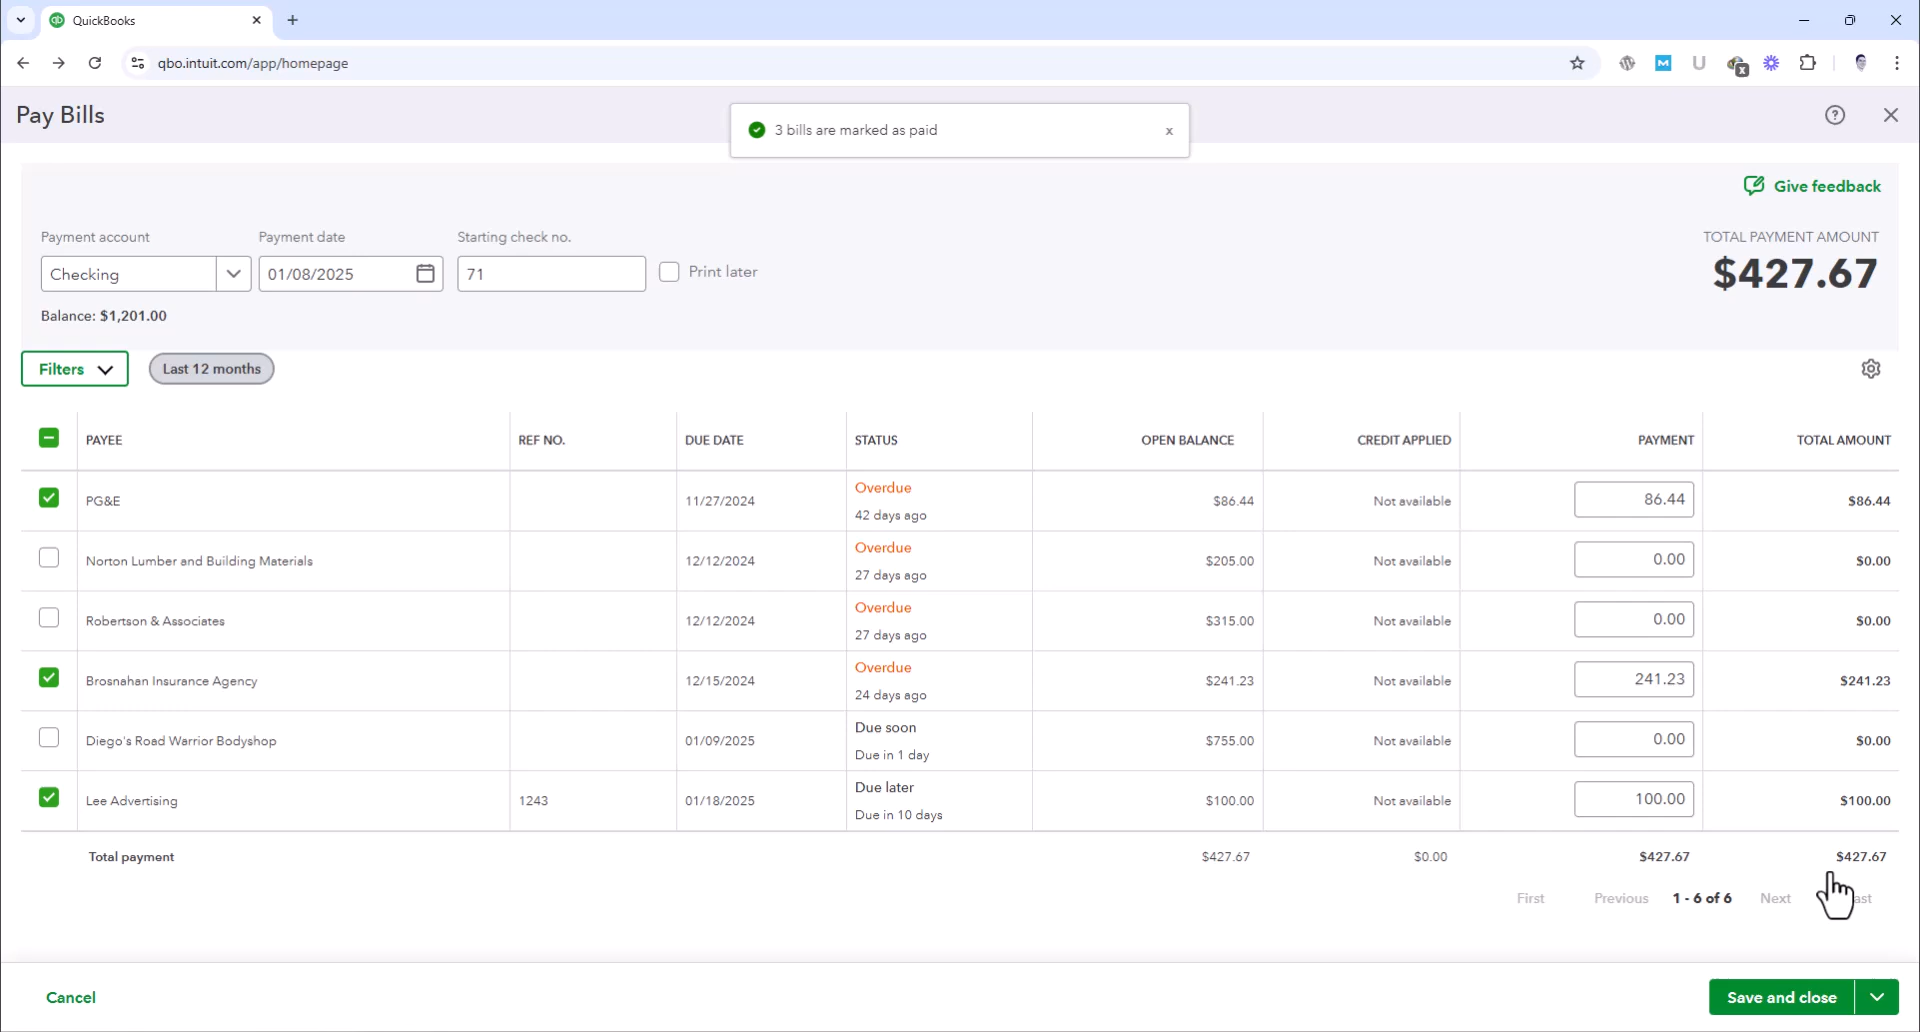 QuickBooks
qbo.intuit.com/app/homepage
Pay Bills
3 bills are marked as paid x
Give feedback
Payment account Payment date Starting check no. TOTAL PAYMENT AMOUNT
Checking 01/08/2025 71 Print later $427.67
Balance: $1,201.00
Filters Last 12 months
PAYEE REF NO. DUE DATE STATUS OPEN BALANCE CREDIT APPLIED PAYMENT TOTAL AMOUNT
Overdue
PG&E 11/27/2024 $86.44 Not available 86.44 $86.44
42 days ago
Overdue
Norton Lumber and Building Materials 12/12/2024 $205.00 Not available 0.00 $0.00
27 days ago
Overdue
Robertson & Associates 12/12/2024 $315.00 Not available 0.00 $0.00
27 days ago
Overdue
Brosnahan Insurance Agency 12/15/2024 $241.23 Not available 241.23 $241.23
24 days ago
Due soon
Diego's Road Warrior Bodyshop 01/09/2025 $755.00 Not available 0.00 $0.00
Due in 1 day
Due later
Lee Advertising 1243 01/18/2025 $100.00 Not available 100.00 $100.00
Due in 10 days
Total payment $427.67 $0.00 $427.67 $427.67
First Previous 1 - 6 of 6 Next
Cancel Save and close